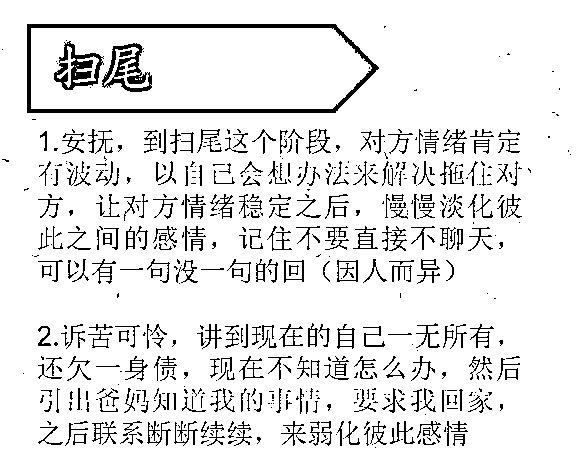 扫尾
1.安抚，到扫尾这个阶段，对方情绪肯定
有波动，以自己会想办法来解决拖住对
方，让对方情绪稳定之后，慢慢淡化彼
此之间的感情，记住不要直接不聊天，
可以有一句没一句的回（因人而异）
2.诉苦可怜，讲到现在的自己一无所有，
还欠一身债，现在不知道怎么办，然后
引出爸妈知道我的事情，要求我回家，
之后联系断断续续，来弱化彼此感情